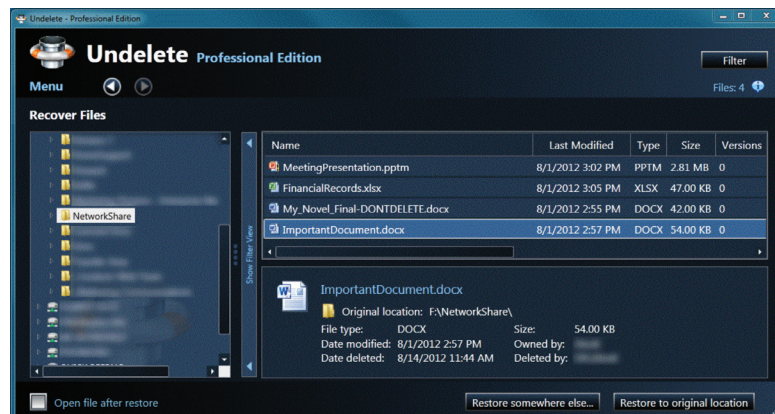 Undelete - Professional Edition
Undelete Professional Edition
Filter
Menu
Files: 4
Recover Files
NetworkShare
Show Filter View
Name Last Modified Type Size Versions
MeetingPresentation.pptm 8/1/2012 3:02 PM PPTM 2.81 MB 0
FinancialRecords.xlsx 8/1/2012 3:05 PM XLSX 47.00 KB 0
My_Novel_Final-DONTDELETE.docx 8/1/2012 2:55 PM DOCX 42.00 KB 0
ImportantDocument.docx 8/1/2012 2:57 PM DOCX 54.00 KB 0
ImportantDocument.docx
Original location: F:\NetworkShare\
File type: DOCX Size: 54.00 KB
Date modified: 8/1/2012 2:57 PM Owned by:
Date deleted: 8/14/2012 11:44 AM Deleted by:
Open file after restore
Restore somewhere else...
Restore to original location